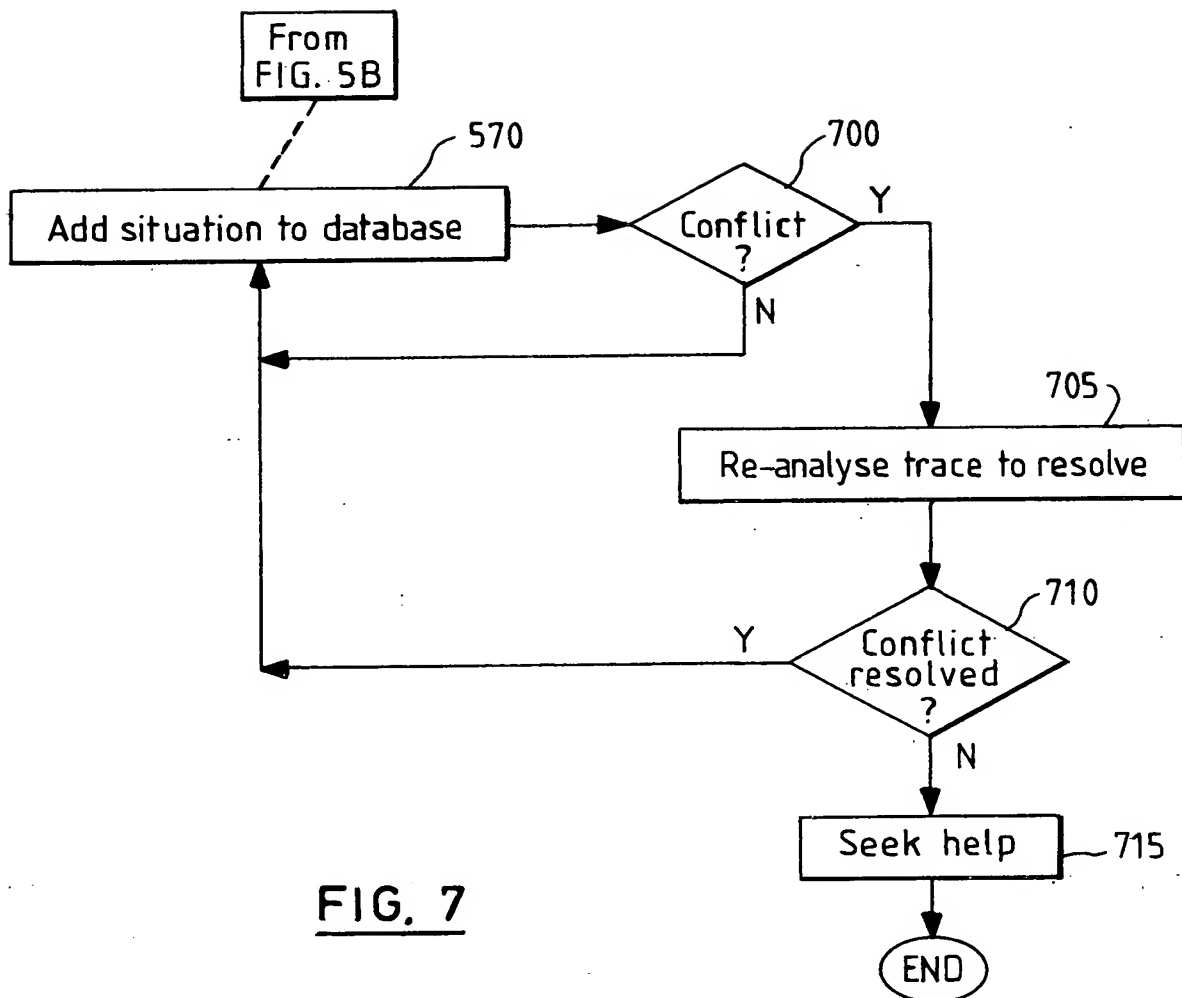 From
FIG. 5B
570
Add situation to database
700
Conflict
?
Y
N
705
Re-analyse trace to resolve
710
Conflict
resolved
?
Y
N
Seek help
715
END
FIG. 7